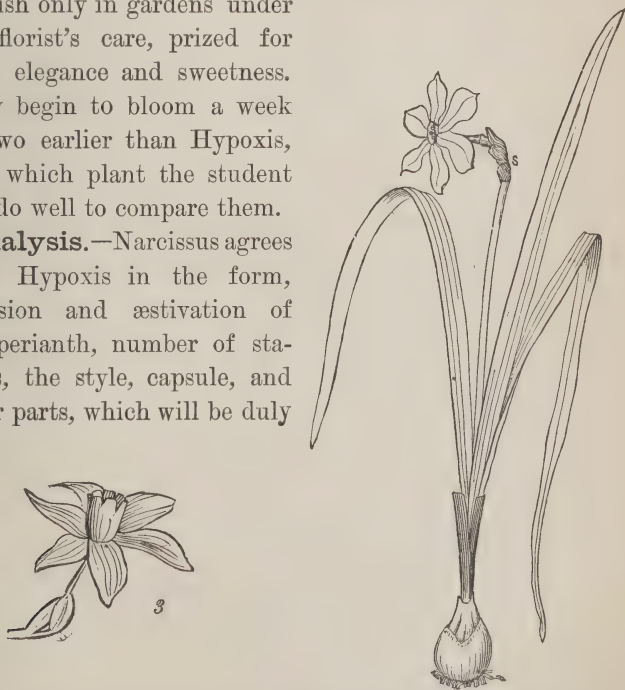 ish only in gardens under
florist's care, prized for
elegance and sweetness.
begin to bloom a week
wo earlier than Hypoxis,
which plant the student
do well to compare them.
alysis.—Narcissus agrees
Hypoxis in the form,
sion and æstivation of
perianth, number of sta-
s, the style, capsule, and
r parts, which will be duly
s
3